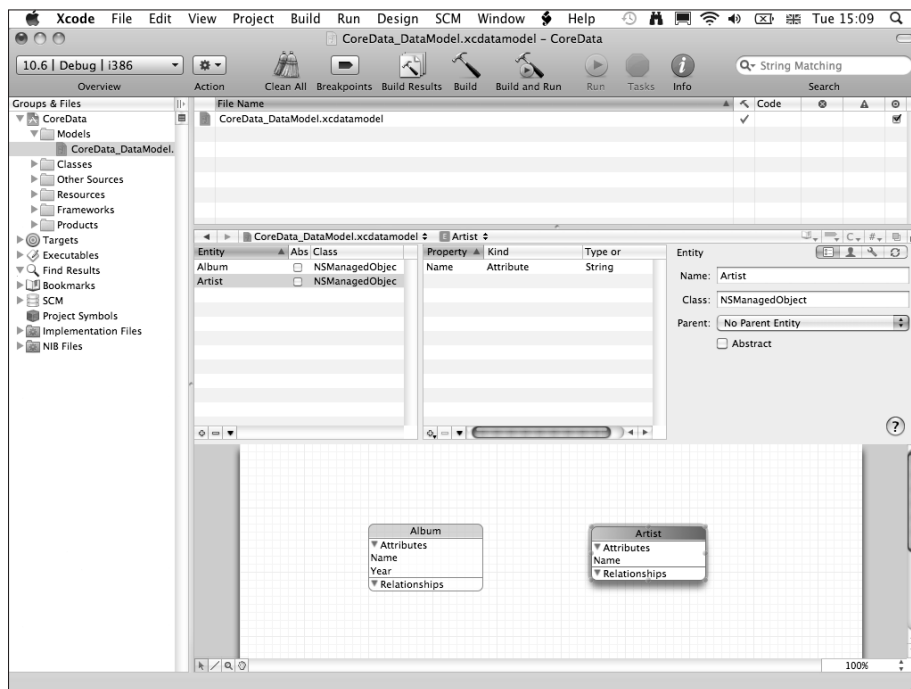 Xcode File Edit View Project Build Run Design SCM Window Help Tue 15:09
CoreData_DataModel.xcdatamodel – CoreData
10.6 | Debug | i386
Overview Action Clean All Breakpoints Build Results Build Build and Run Run Tasks Info Search
String Matching
Groups & Files
CoreData
Models
CoreData_DataModel.
Classes
Other Sources
Resources
Frameworks
Products
Targets
Executables
Find Results
Bookmarks
SCM
Project Symbols
Implementation Files
NIB Files
File Name Code
CoreData_DataModel.xcdatamodel
CoreData_DataModel.xcdatamodel Artist
Entity Abs Class
Album NSManagedObjec
Artist NSManagedObjec
Property Kind Type or
Name Attribute String
Entity
Name: Artist
Class: NSManagedObject
Parent: No Parent Entity
Abstract
?
Album
Attributes
Name
Year
Relationships
Artist
Attributes
Name
Relationships
100%